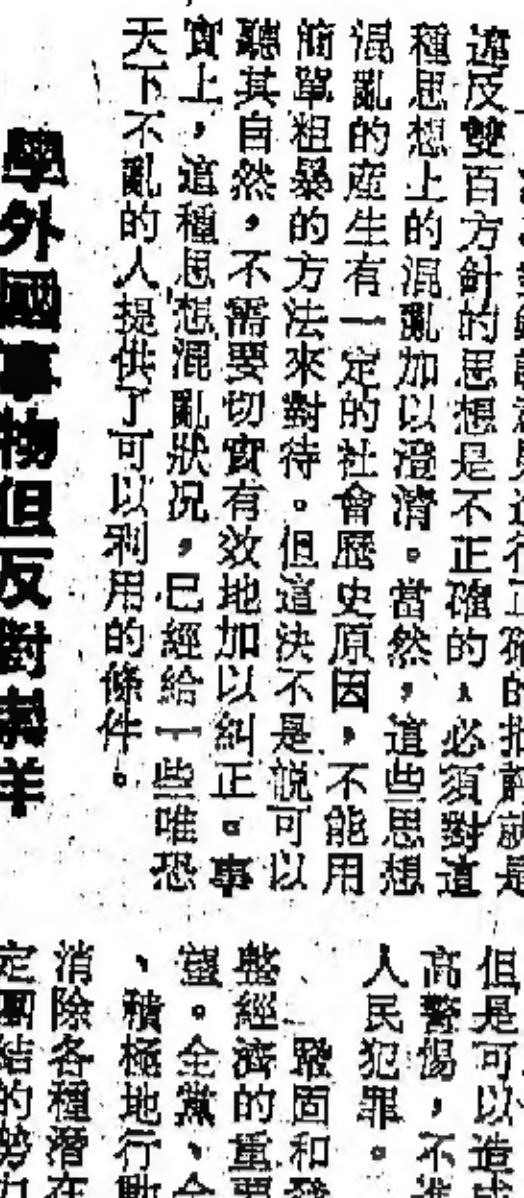 違反雙百方針的思想是不正確的，必須對這
種思想上的混亂加以澄清。當然，這些思想
混亂的産生有一定的社會歷史原因，不能用
簡單粗暴的方法來對待。但這決不是説可以
聽其自然，不需要切實有效地加以糾正。事
實上，這種思想混亂狀况，已經給一些唯恐
天下不亂的人提供了可以利用的條件。
學外國事物但反對崇洋
但是可以造成
高警惕，不准
人民犯罪。
鞏固和發
整經濟的重要
望。全黨、全
、積極地行動
消除各種潛在
定團結的勢力